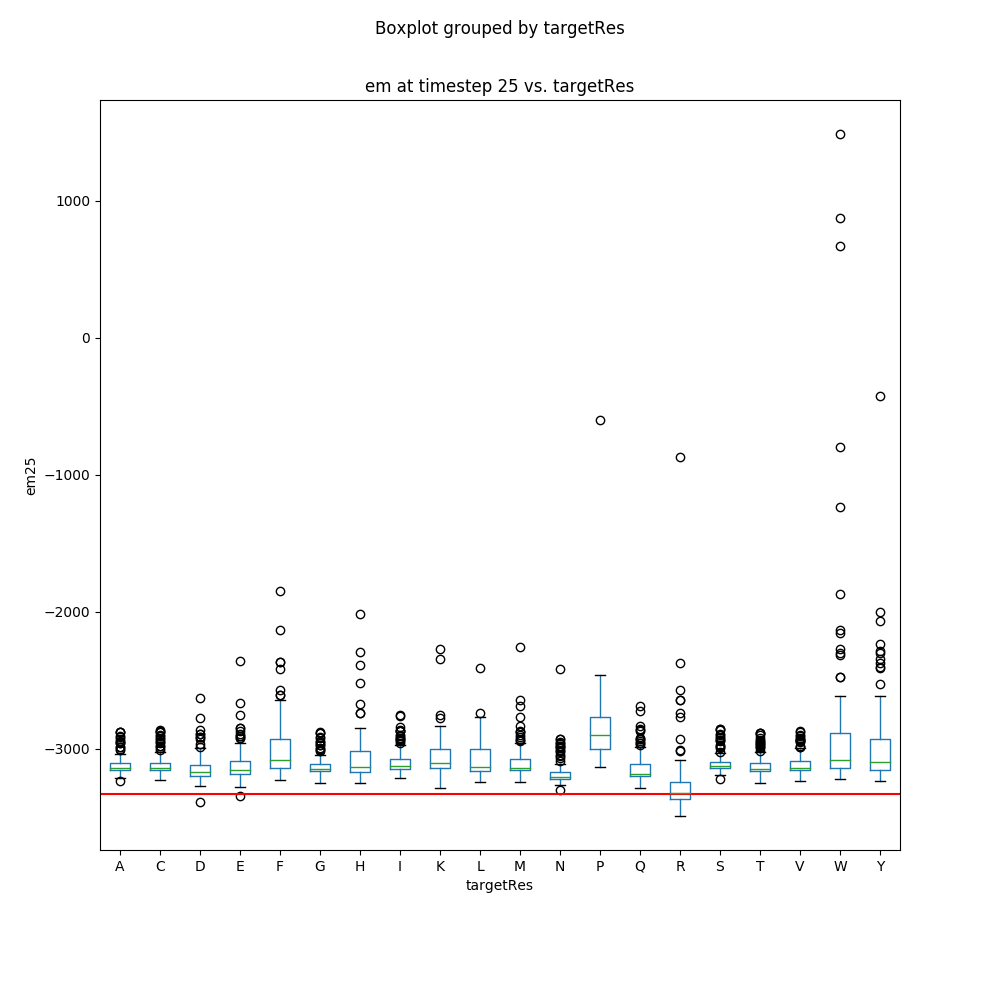 Boxplot grouped by targetRes
em at timestep 25 vs. targetRes
1000
0
−1000
−2000
−3000
em25
A C D E F G H I K L M N P Q R S T V W Y
targetRes